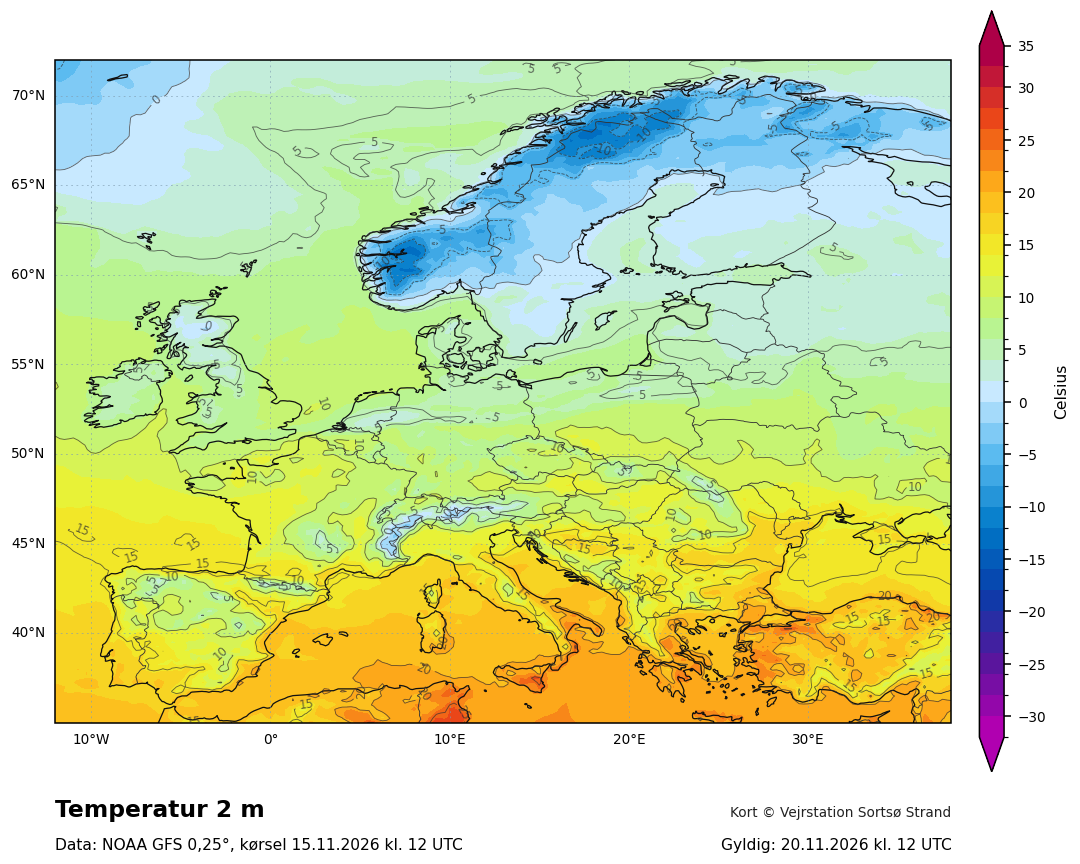 35
30
25
20
15
10
5
0
−5
−10
−15
−20
−25
−30
Celsius
70°N
65°N
60°N
55°N
50°N
45°N
40°N
10°W
0°
10°E
20°E
30°E
Temperatur 2 m
Kort © Vejrstation Sortsø Strand
Data: NOAA GFS 0,25°, kørsel 15.11.2026 kl. 12 UTC
Gyldig: 20.11.2026 kl. 12 UTC